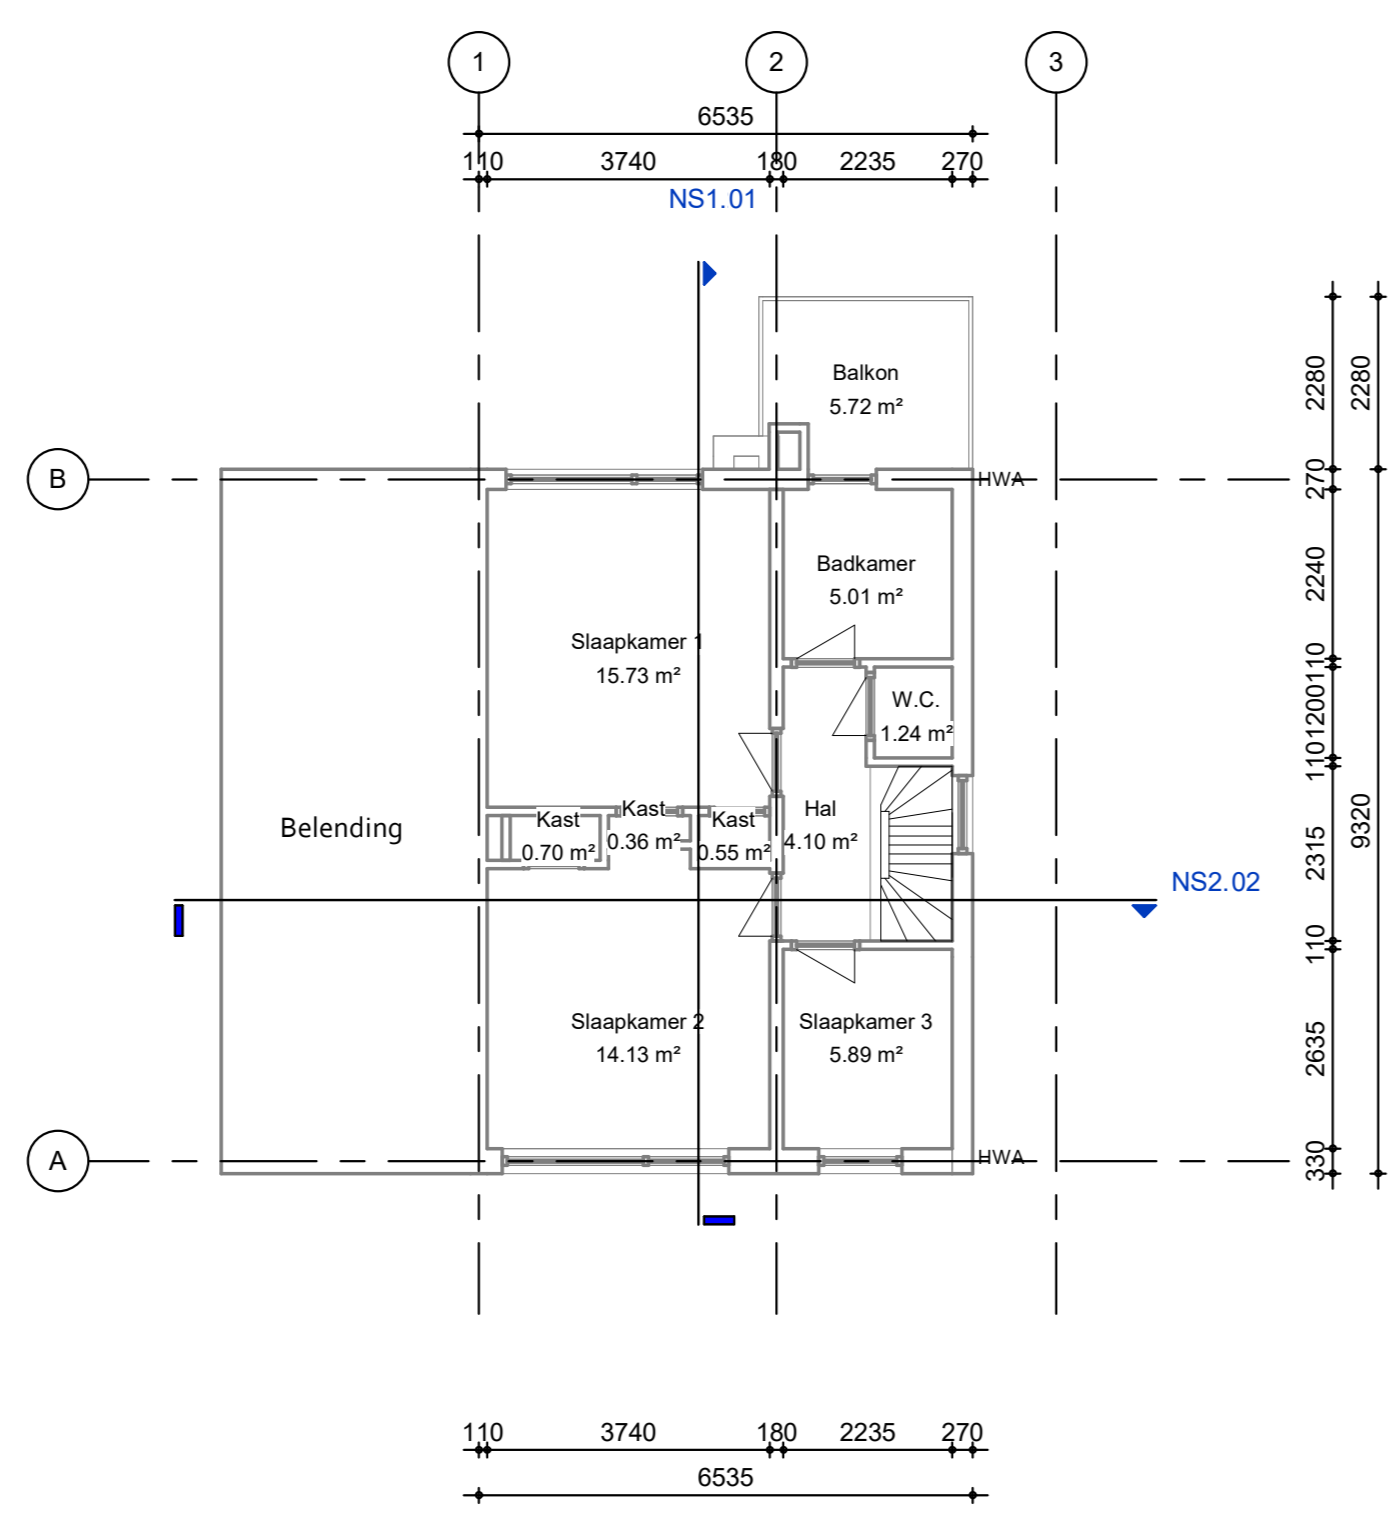 1
2
3
6535
110
3740
180
2235
270
NS1.01
Balkon
5.72 m²
2280
2280
B
HWA
270
Badkamer
5.01 m²
2240
Slaapkamer 1
15.73 m²
110
W.C.
1.24 m²
1200
110
Belending
Kast
0.70 m²
Kast
0.36 m²
Kast
0.55 m²
Hal
4.10 m²
2315
9320
NS2.02
110
Slaapkamer 2
14.13 m²
Slaapkamer 3
5.89 m²
2635
A
HWA
330
110
3740
180
2235
270
6535